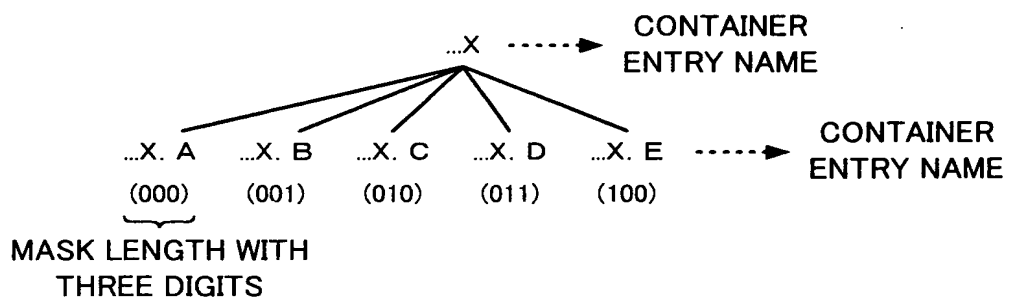 ...X CONTAINER
ENTRY NAME
...X. A ...X. B ...X. C ...X. D ...X. E CONTAINER
ENTRY NAME
(000) (001) (010) (011) (100)
MASK LENGTH WITH
THREE DIGITS